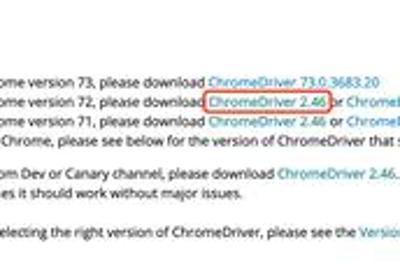 ome version 73, please download ChromeDriver 73.0.3683.20
ome version 72, please download ChromeDriver 2.46 or ChromeD
ome version 71, please download ChromeDriver 2.46 or ChromeD
Chrome, please see below for the version of ChromeDriver that s
om Dev or Canary channel, please download ChromeDriver 2.46.
es it should work without major issues.
electing the right version of ChromeDriver, please see the Version